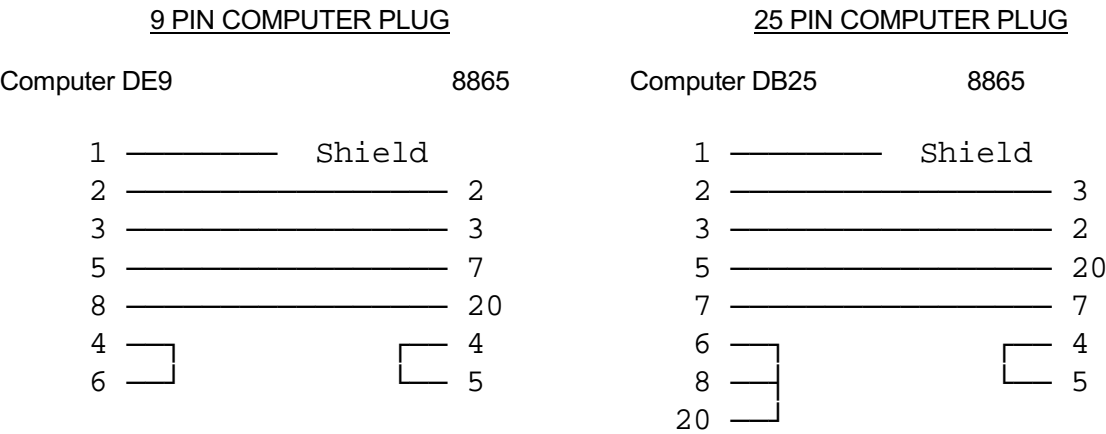 9 PIN COMPUTER PLUG 25 PIN COMPUTER PLUG
Computer DE9 8865 Computer DB25 8865
1 Shield 1 Shield
2 2 2 3
3 3 3 2
5 7 5 20
8 20 7 7
4 4 6 4
6 5 8 5
20